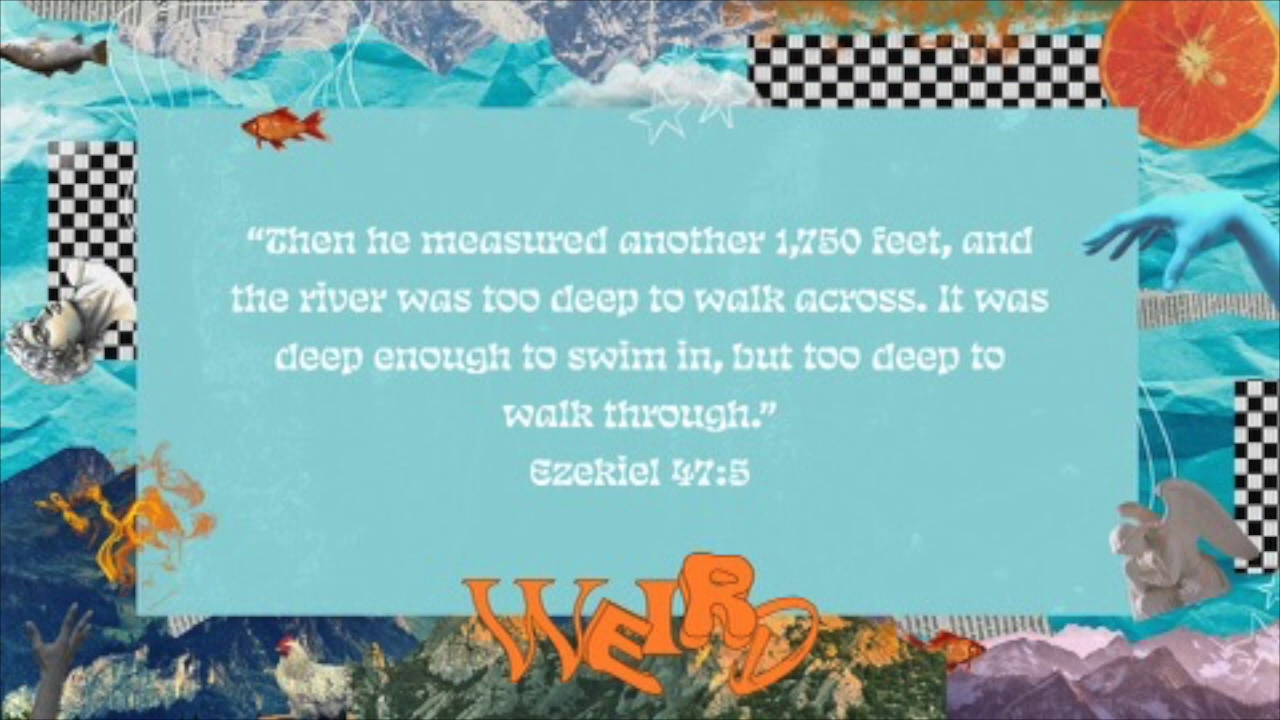 “Then he measured another 1,750 feet, and
the river was too deep to walk across. It was
deep enough to swim in, but too deep to
walk through.”
Ezekiel 47:5
WEIRD